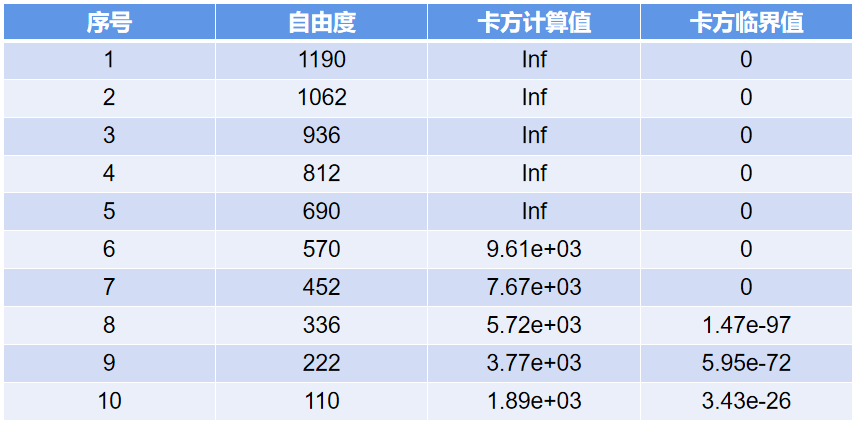 序号 自由度 卡方计算值 卡方临界值
1 1190 Inf 0
2 1062 Inf 0
3 936 Inf 0
4 812 Inf 0
5 690 Inf 0
6 570 9.61e+03 0
7 452 7.67e+03 0
8 336 5.72e+03 1.47e-97
9 222 3.77e+03 5.95e-72
10 110 1.89e+03 3.43e-26